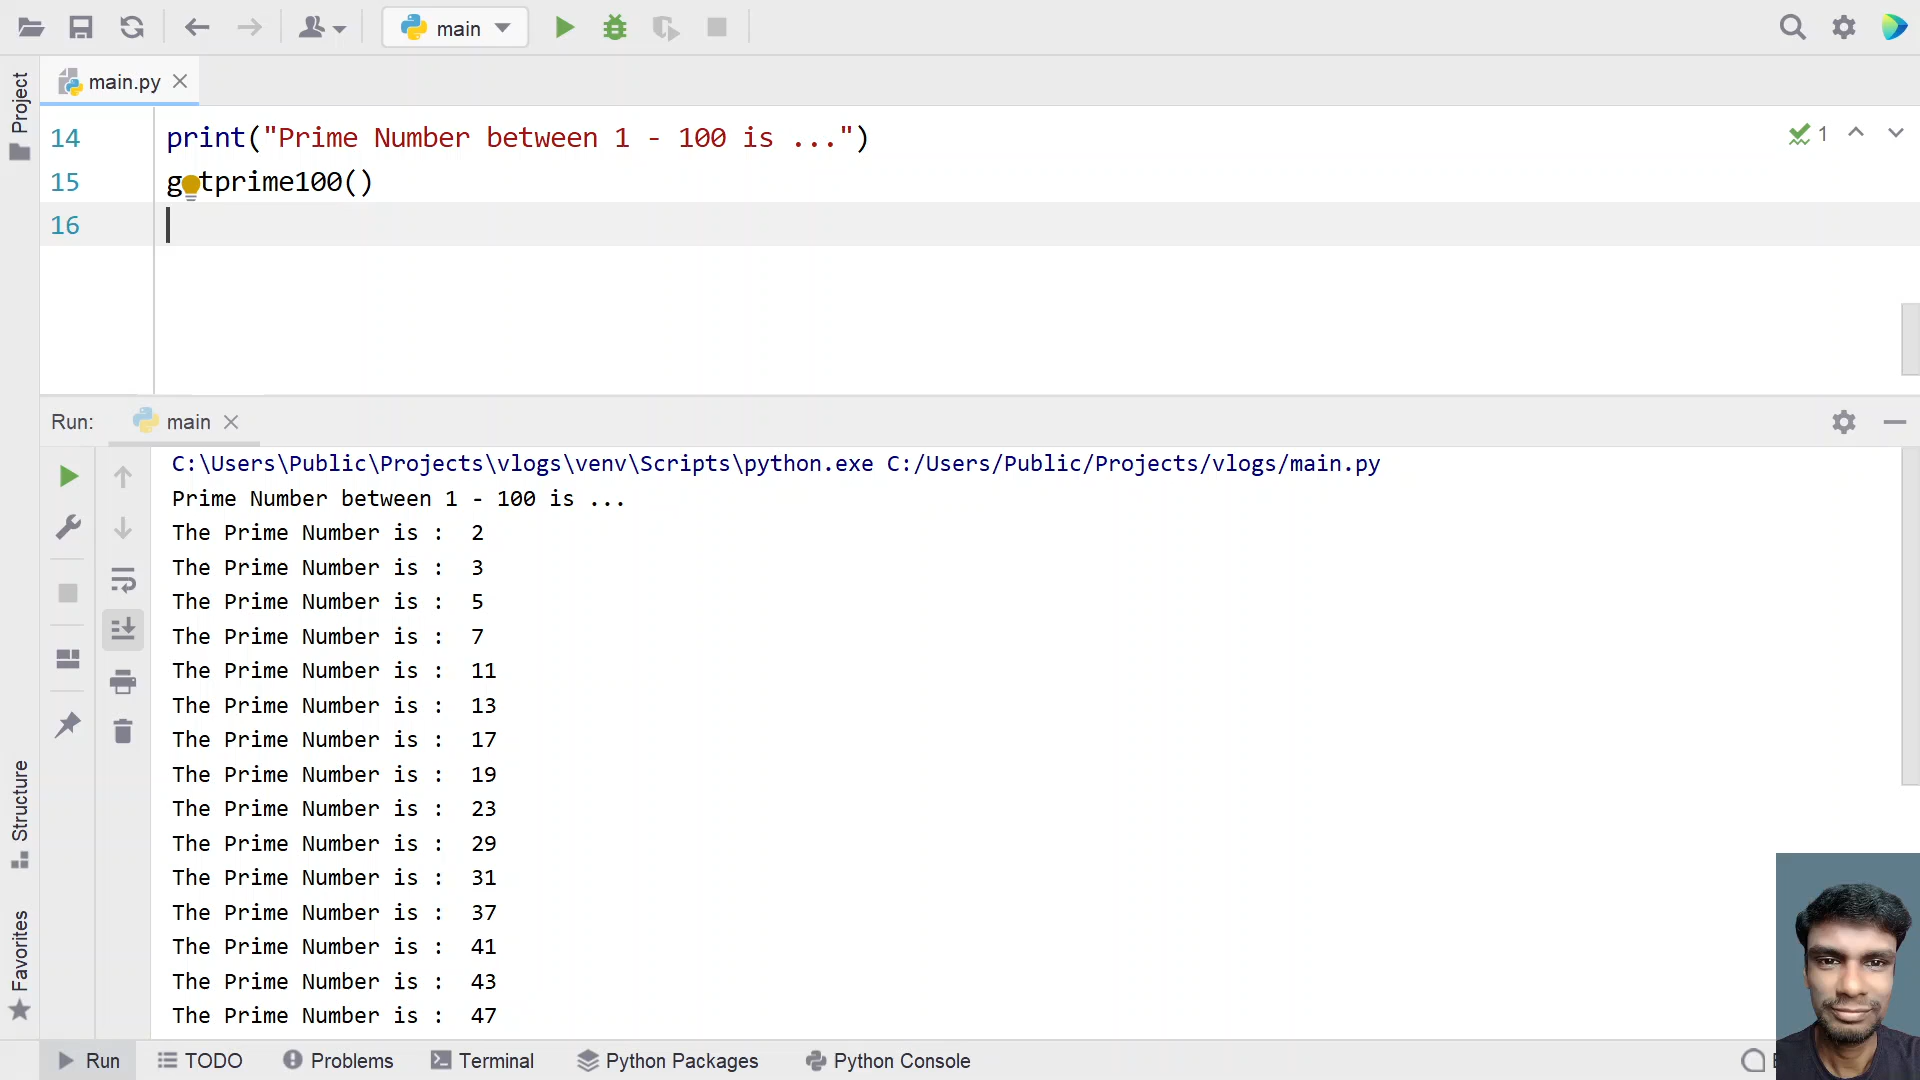 main
Project
main.py
14 print("Prime Number between 1 - 100 is ...")
1
15 getprime100()
16
Run: main
C:\Users\Public\Projects\vlogs\venv\Scripts\python.exe C:/Users/Public/Projects/vlogs/main.py
Prime Number between 1 - 100 is ...
The Prime Number is :  2
The Prime Number is :  3
The Prime Number is :  5
The Prime Number is :  7
The Prime Number is :  11
The Prime Number is :  13
The Prime Number is :  17
The Prime Number is :  19
The Prime Number is :  23
The Prime Number is :  29
The Prime Number is :  31
The Prime Number is :  37
The Prime Number is :  41
The Prime Number is :  43
The Prime Number is :  47
Structure
Favorites
Run TODO Problems Terminal Python Packages Python Console